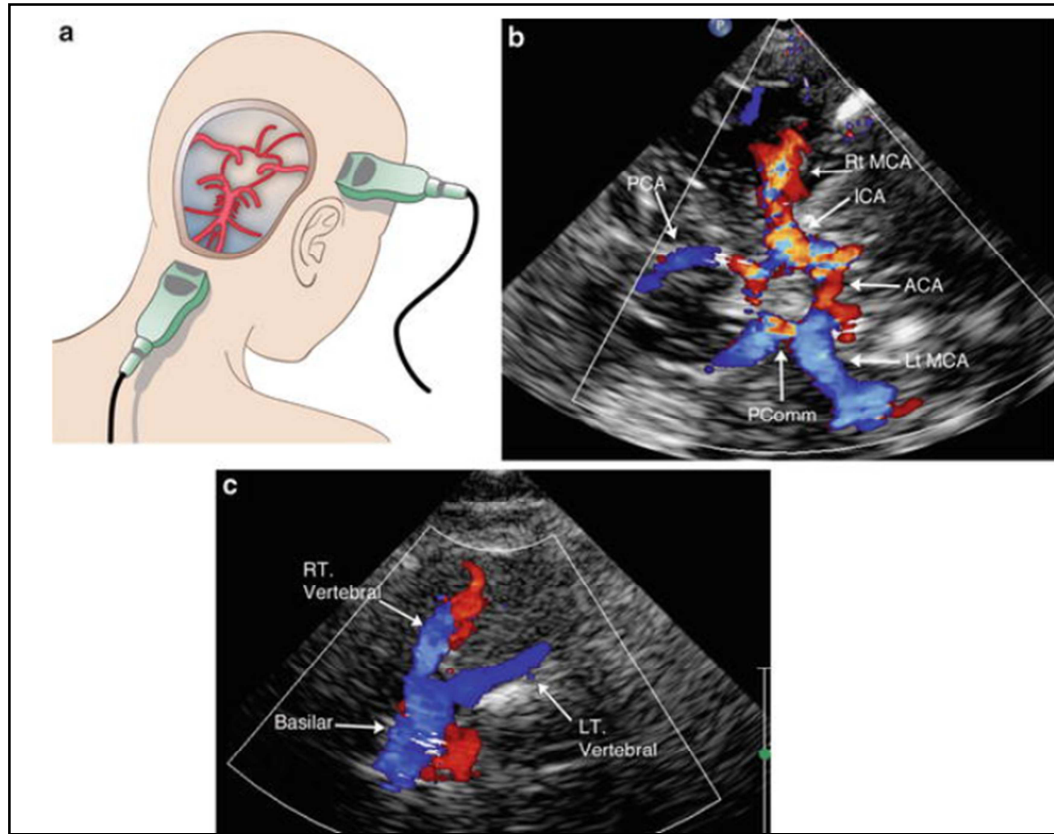 a
b
P
Rt MCA
PCA
ICA
ACA
Lt MCA
PComm
c
RT.
Vertebral
Basilar
LT.
Vertebral